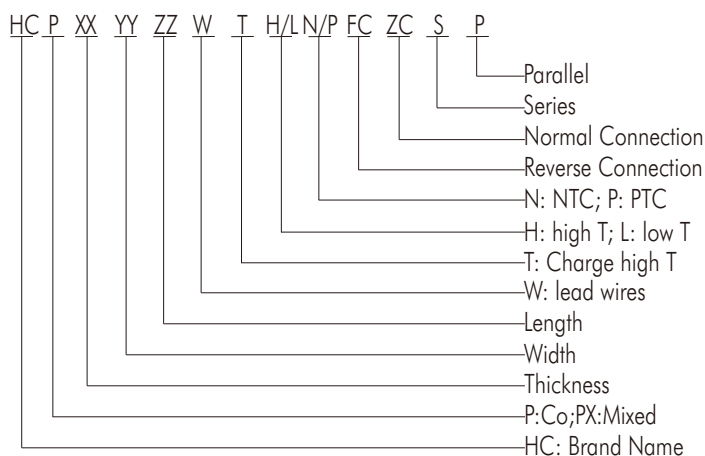 HC P XX YY ZZ W T H/L N/P FC ZC S P
Parallel
Series
Normal Connection
Reverse Connection
N: NTC; P: PTC
H: high T; L: low T
T: Charge high T
W: lead wires
Length
Width
Thickness
P:Co;PX:Mixed
HC: Brand Name